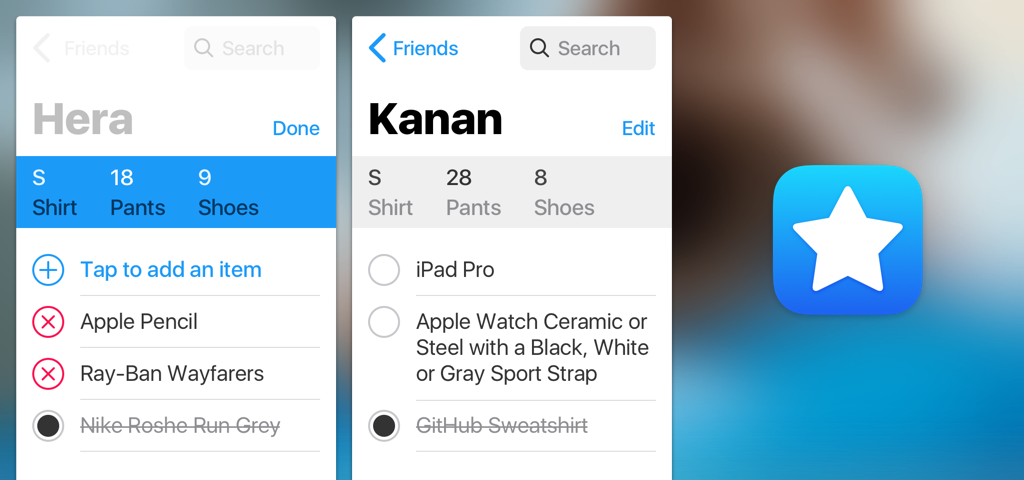 Friends
Search
Hera
Done
S 18 9
Shirt Pants Shoes
Tap to add an item
Apple Pencil
Ray-Ban Wayfarers
Nike Roshe Run Grey
Friends
Search
Kanan
Edit
S 28 8
Shirt Pants Shoes
iPad Pro
Apple Watch Ceramic or
Steel with a Black, White
or Gray Sport Strap
GitHub Sweatshirt